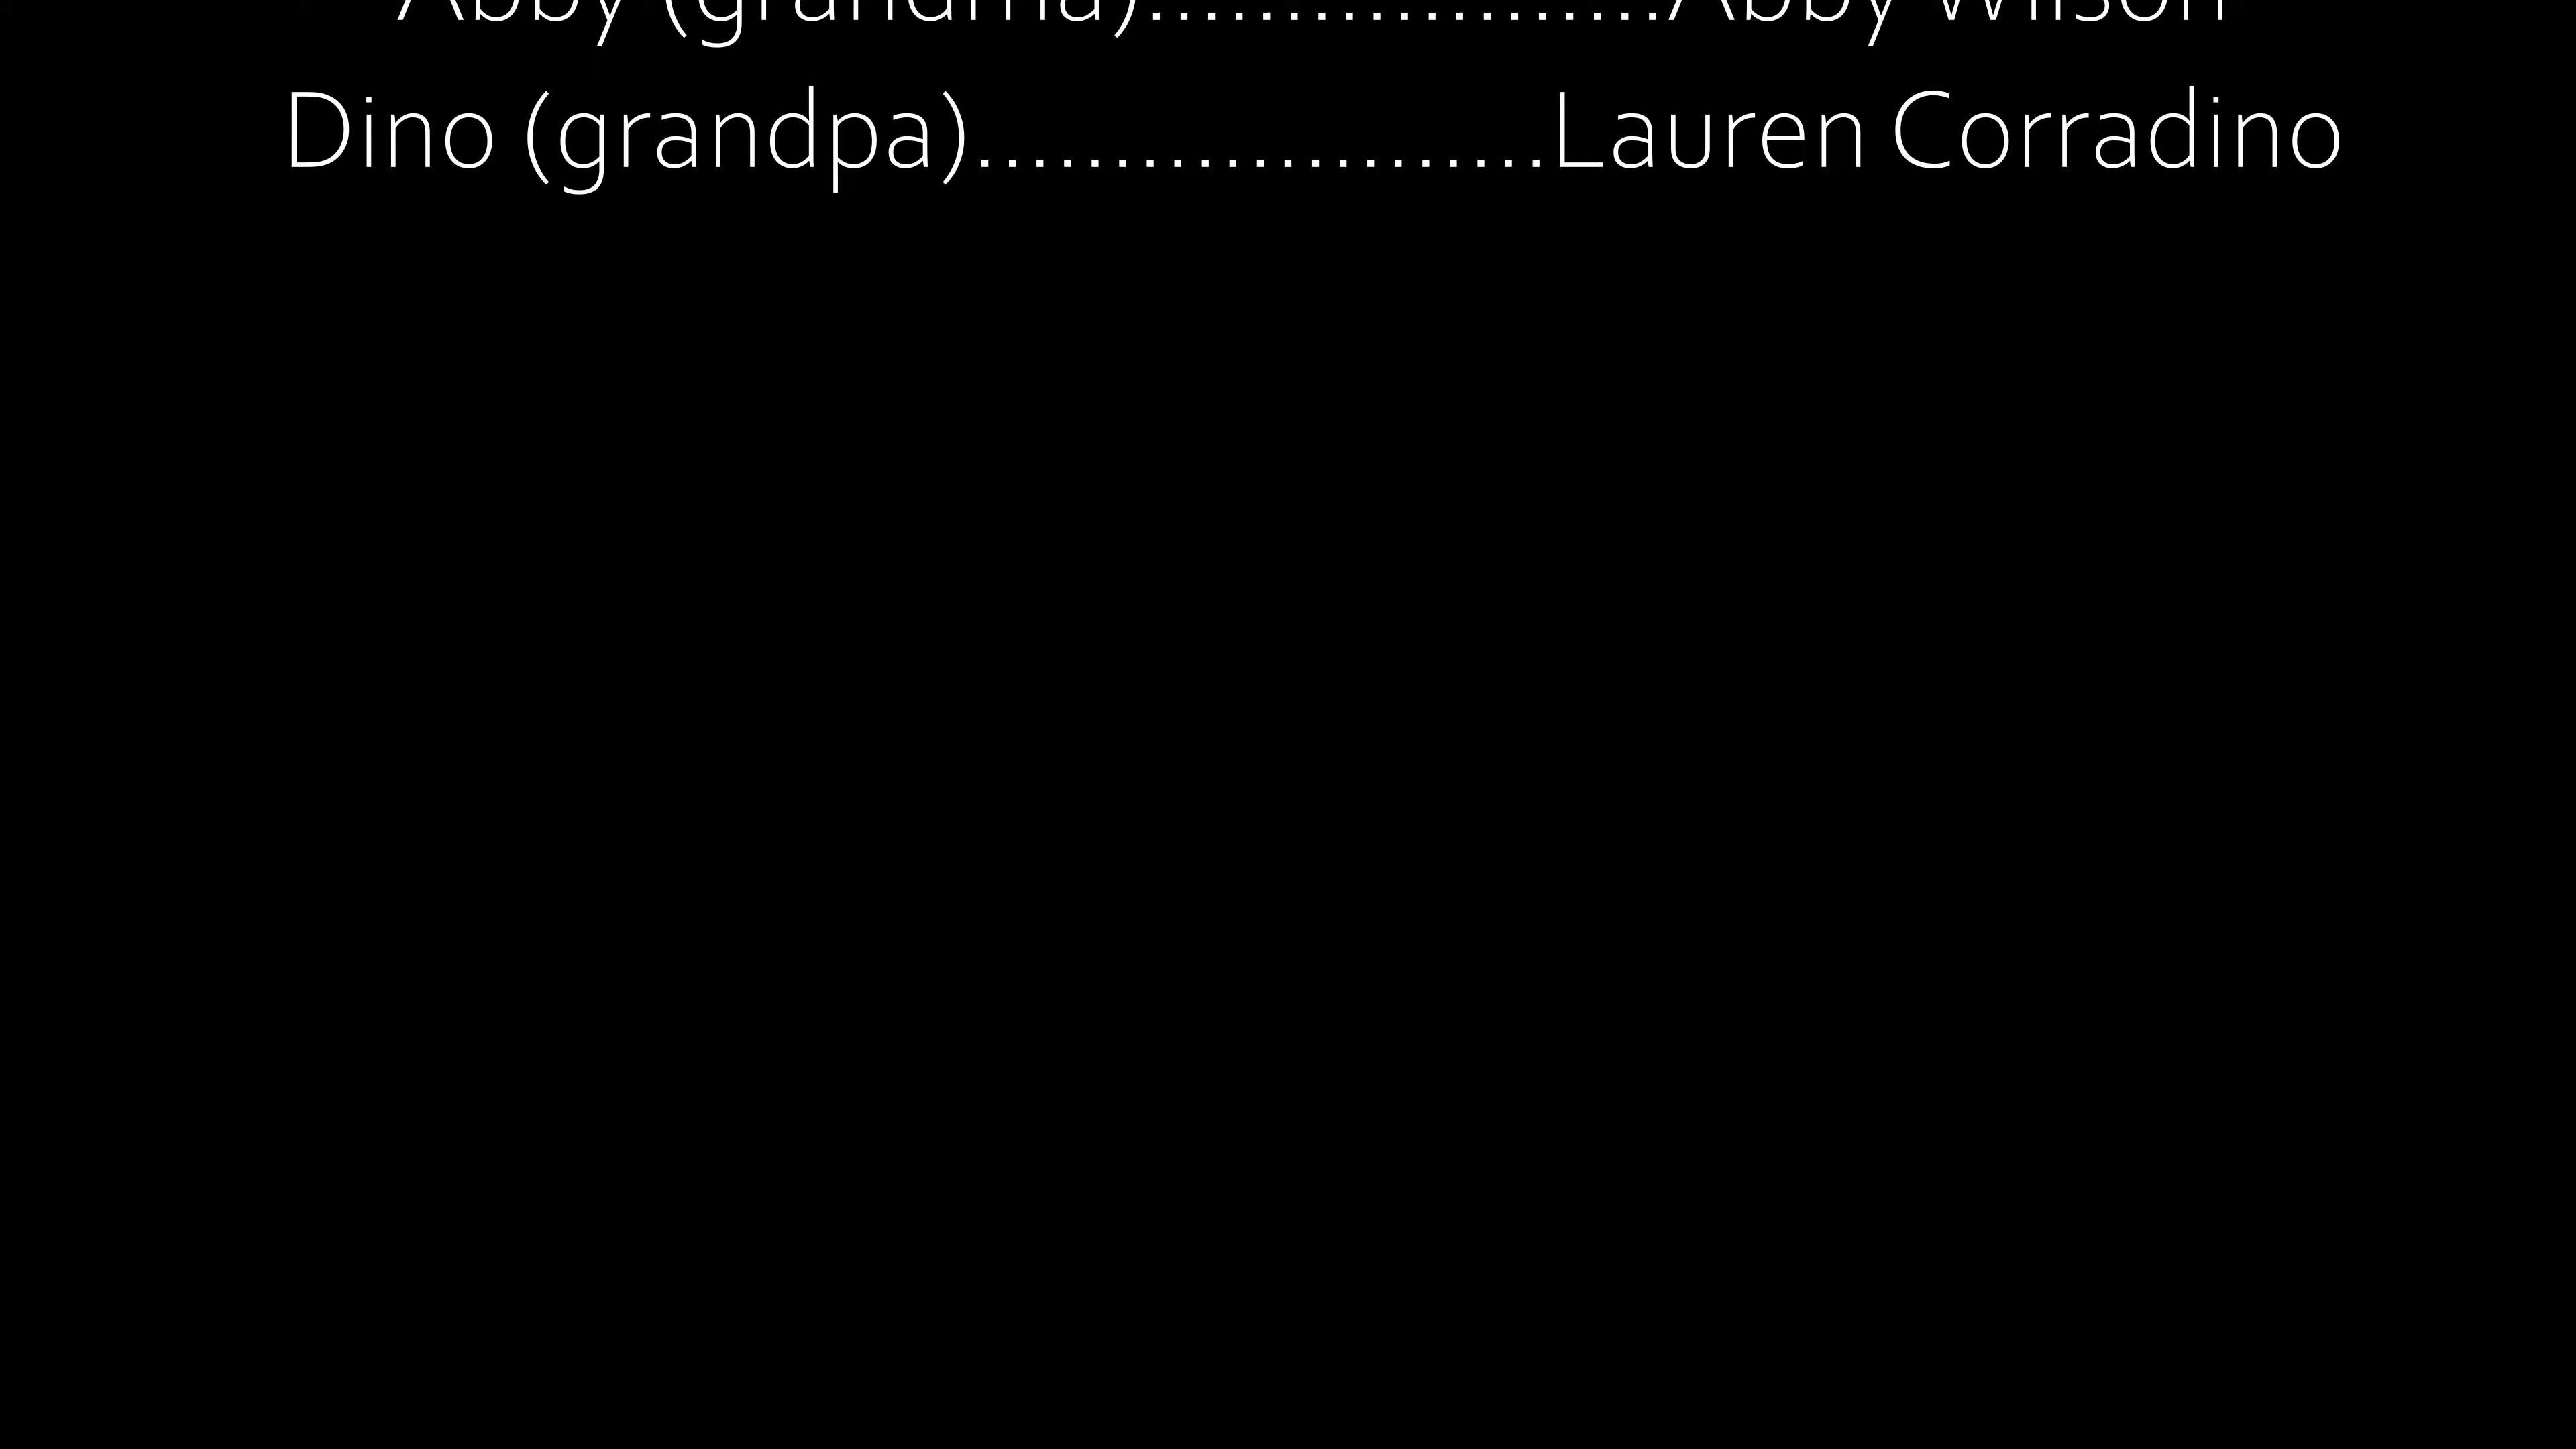 Abby (grandma)...................Abby Wilson
Dino (grandpa).....................Lauren Corradino